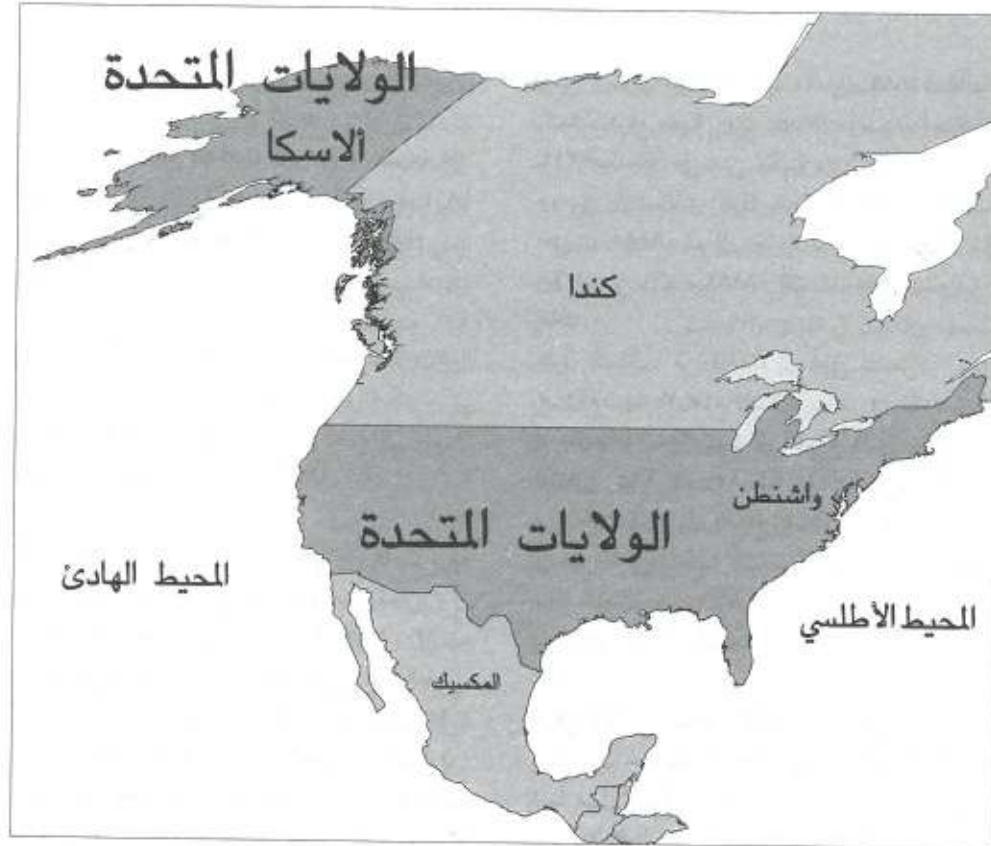 الولايات المتحدة
ألاسكا
كندا
واشنطن
الولايات المتحدة
المحيط الهادئ
المحيط الأطلسي
المكسيك